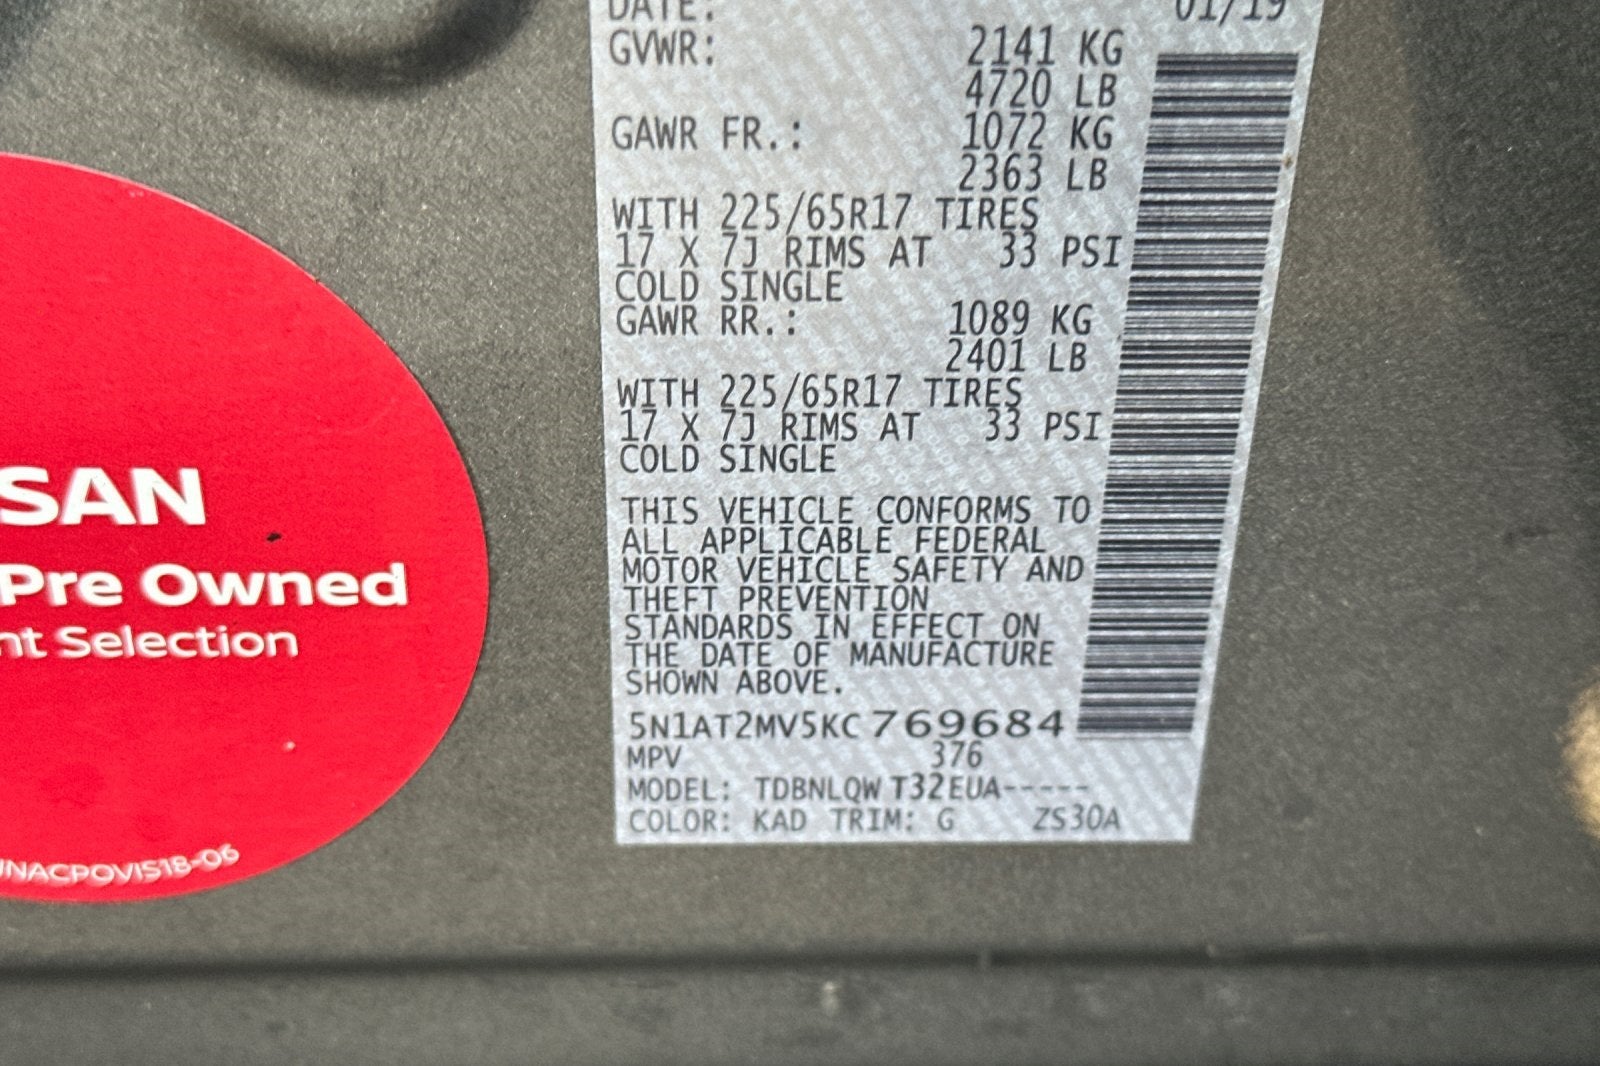 DATE: 01/19
GVWR: 2141 KG
4720 LB
GAWR FR.: 1072 KG
2363 LB
WITH 225/65R17 TIRES
17 X 7J RIMS AT 33 PSI
COLD SINGLE
GAWR RR.: 1089 KG
2401 LB
WITH 225/65R17 TIRES
17 X 7J RIMS AT 33 PSI
COLD SINGLE
THIS VEHICLE CONFORMS TO
ALL APPLICABLE FEDERAL
MOTOR VEHICLE SAFETY AND
THEFT PREVENTION
STANDARDS IN EFFECT ON
THE DATE OF MANUFACTURE
SHOWN ABOVE.
5N1AT2MV5KC769684
MPV 376
MODEL: TDBNLQW T32EUA-----
COLOR: KAD TRIM: G ZS30A
SSAN
Pre Owned
nt Selection
NACPOVIS18-06